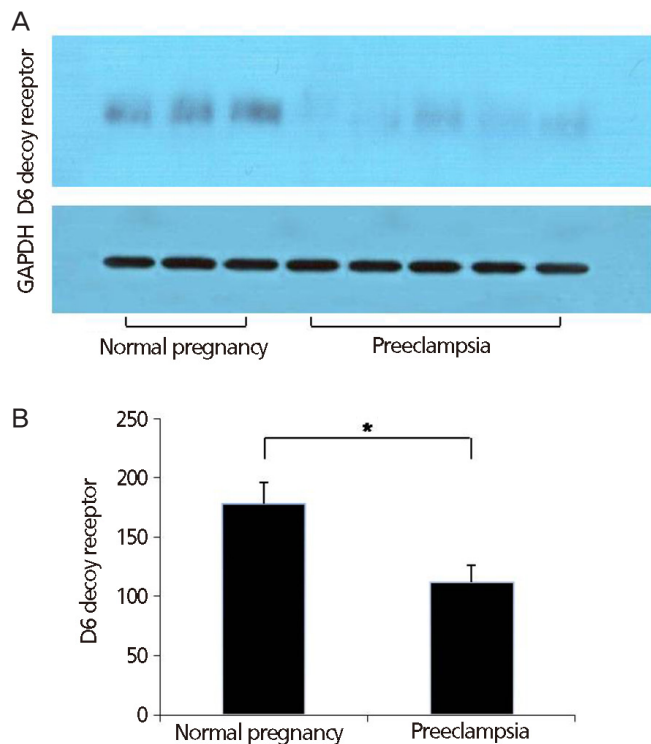 A
D6 decoy receptor
GAPDH
Normal pregnancy
Preeclampsia
B
D6 decoy receptor
250
200
150
100
50
0
*
Normal pregnancy
Preeclampsia